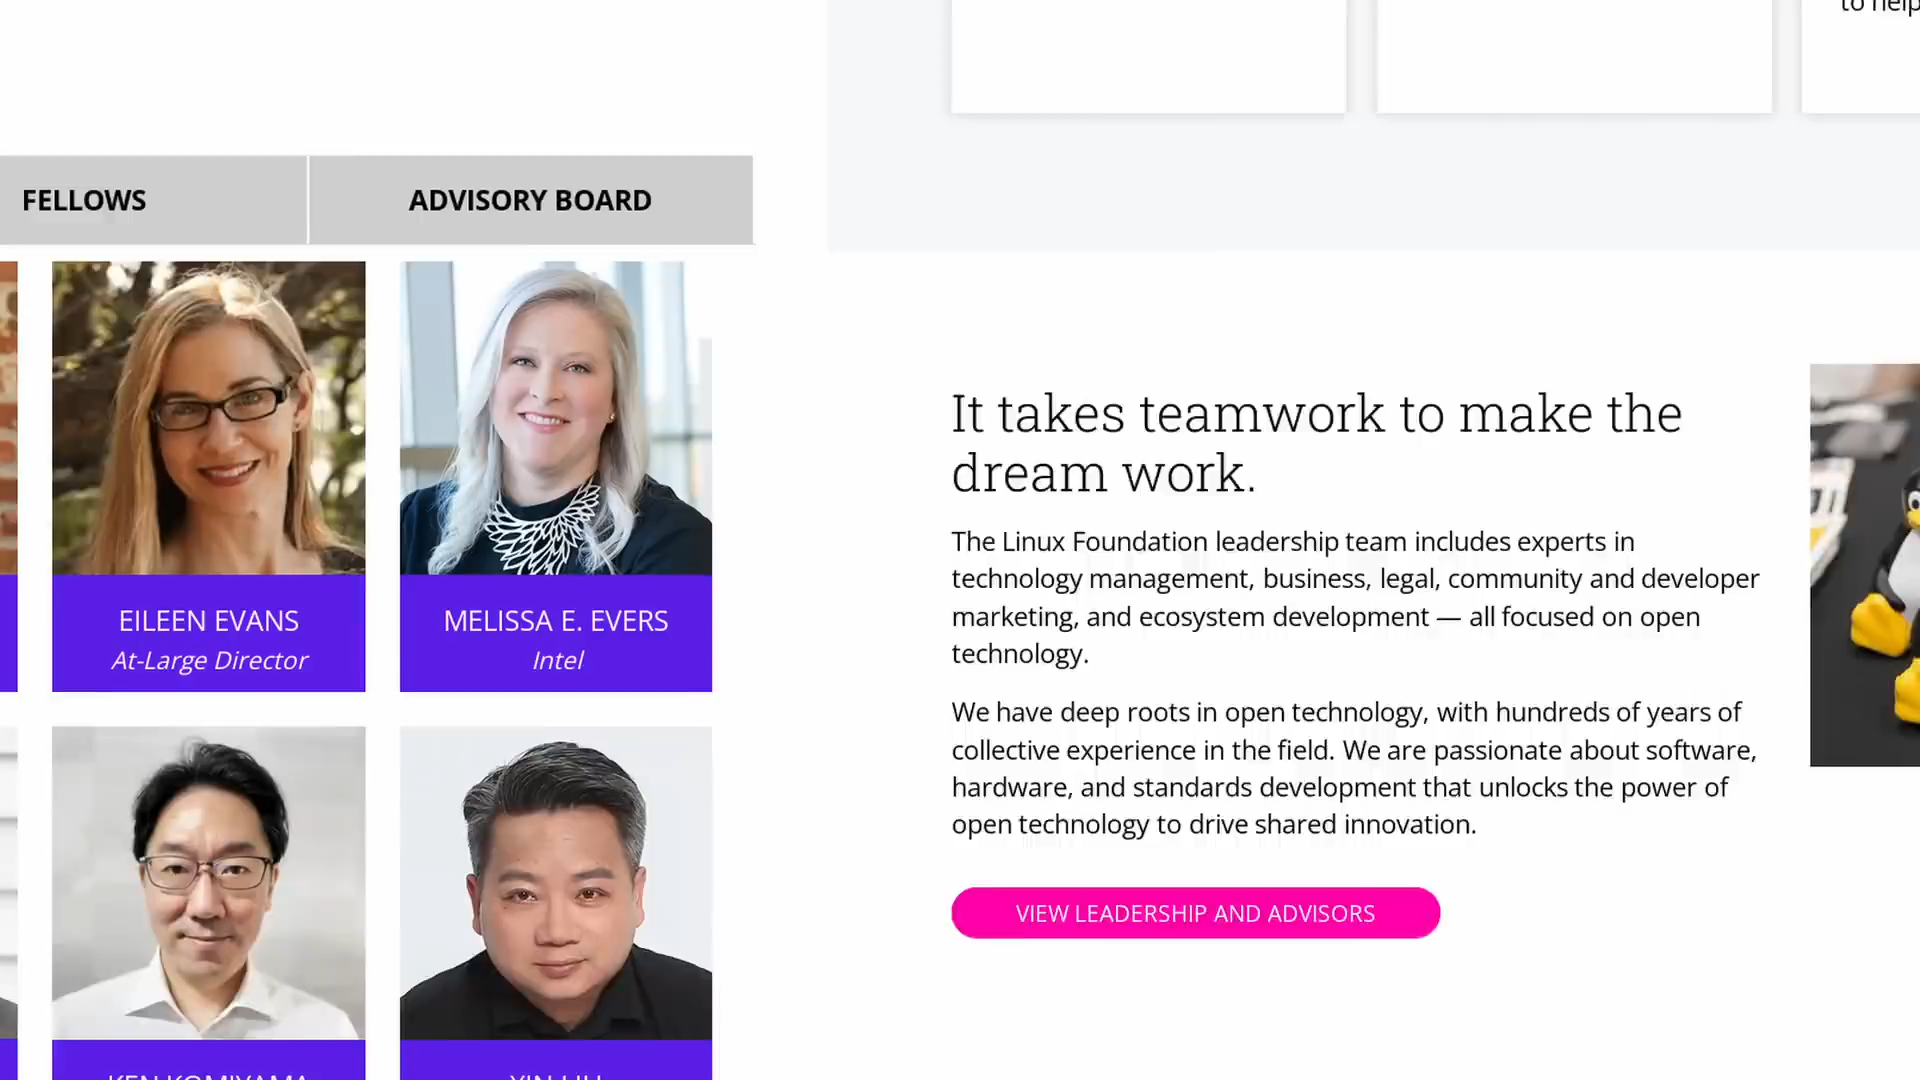 to help
FELLOWS
ADVISORY BOARD
EILEEN EVANS
At-Large Director
MELISSA E. EVERS
Intel
KEN KOMIYAMA
It takes teamwork to make the
dream work.
The Linux Foundation leadership team includes experts in
technology management, business, legal, community and developer
marketing, and ecosystem development — all focused on open
technology.
We have deep roots in open technology, with hundreds of years of
collective experience in the field. We are passionate about software,
hardware, and standards development that unlocks the power of
open technology to drive shared innovation.
VIEW LEADERSHIP AND ADVISORS